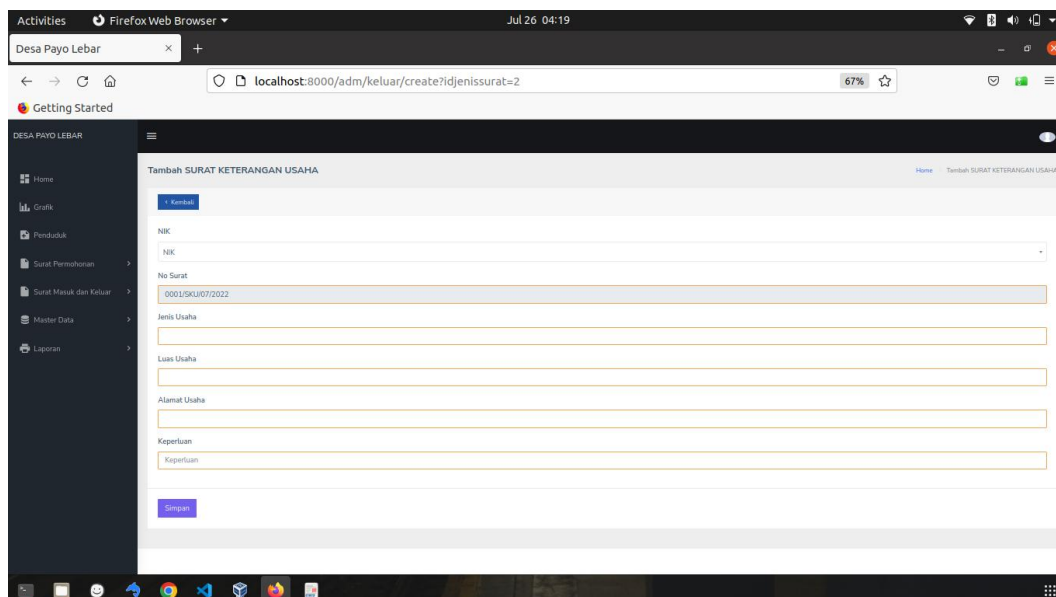 Activities Firefox Web Browser Jul 26 04:19
Desa Payo Lebar × +
localhost:8000/adm/keluar/create?idjenissurat=2 67%
Getting Started
DESA PAYO LEBAR
Tambah SURAT KETERANGAN USAHA Home Tambah SURAT KETERANGAN USAHA
Home
Grafik
Penduduk
Surat Permohonan
Surat Masuk dan Keluar
Master Data
Laporan
Kembali
NIK
NIK
No Surat
0001/SKU/07/2022
Jenis Usaha
Luas Usaha
Alamat Usaha
Keperluan
Keperluan
Simpan